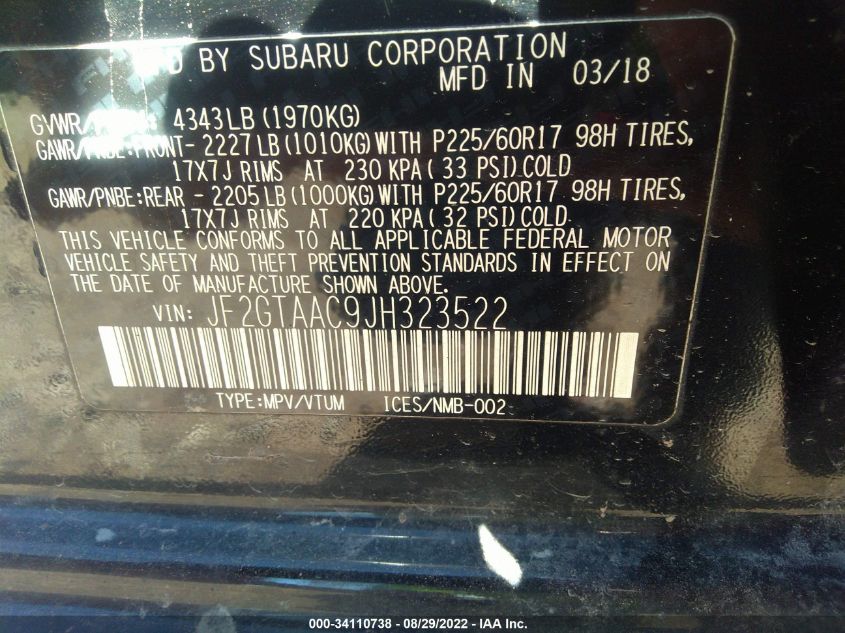 BY SUBARU CORPORATION
MFD IN 03/18
GVWR/ 4343LB (1970KG)
GAWR/PNBE:FRONT- 2227LB (1010KG) WITH P225/60R17 98H TIRES,
17X7J RIMS AT 230 KPA ( 33 PSI) COLD
GAWR/PNBE:REAR - 2205LB (1000KG) WITH P225/60R17 98H TIRES,
17X7J RIMS AT 220 KPA ( 32 PSI) COLD
THIS VEHICLE CONFORMS TO ALL APPLICABLE FEDERAL MOTOR
VEHICLE SAFETY AND THEFT PREVENTION STANDARDS IN EFFECT ON
THE DATE OF MANUFACTURE SHOWN ABOVE.
VIN: JF2GTAAC9JH323522
TYPE:MPV/VTUM ICES/NMB-002
000-34110738 - 08/29/2022 - IAA Inc.